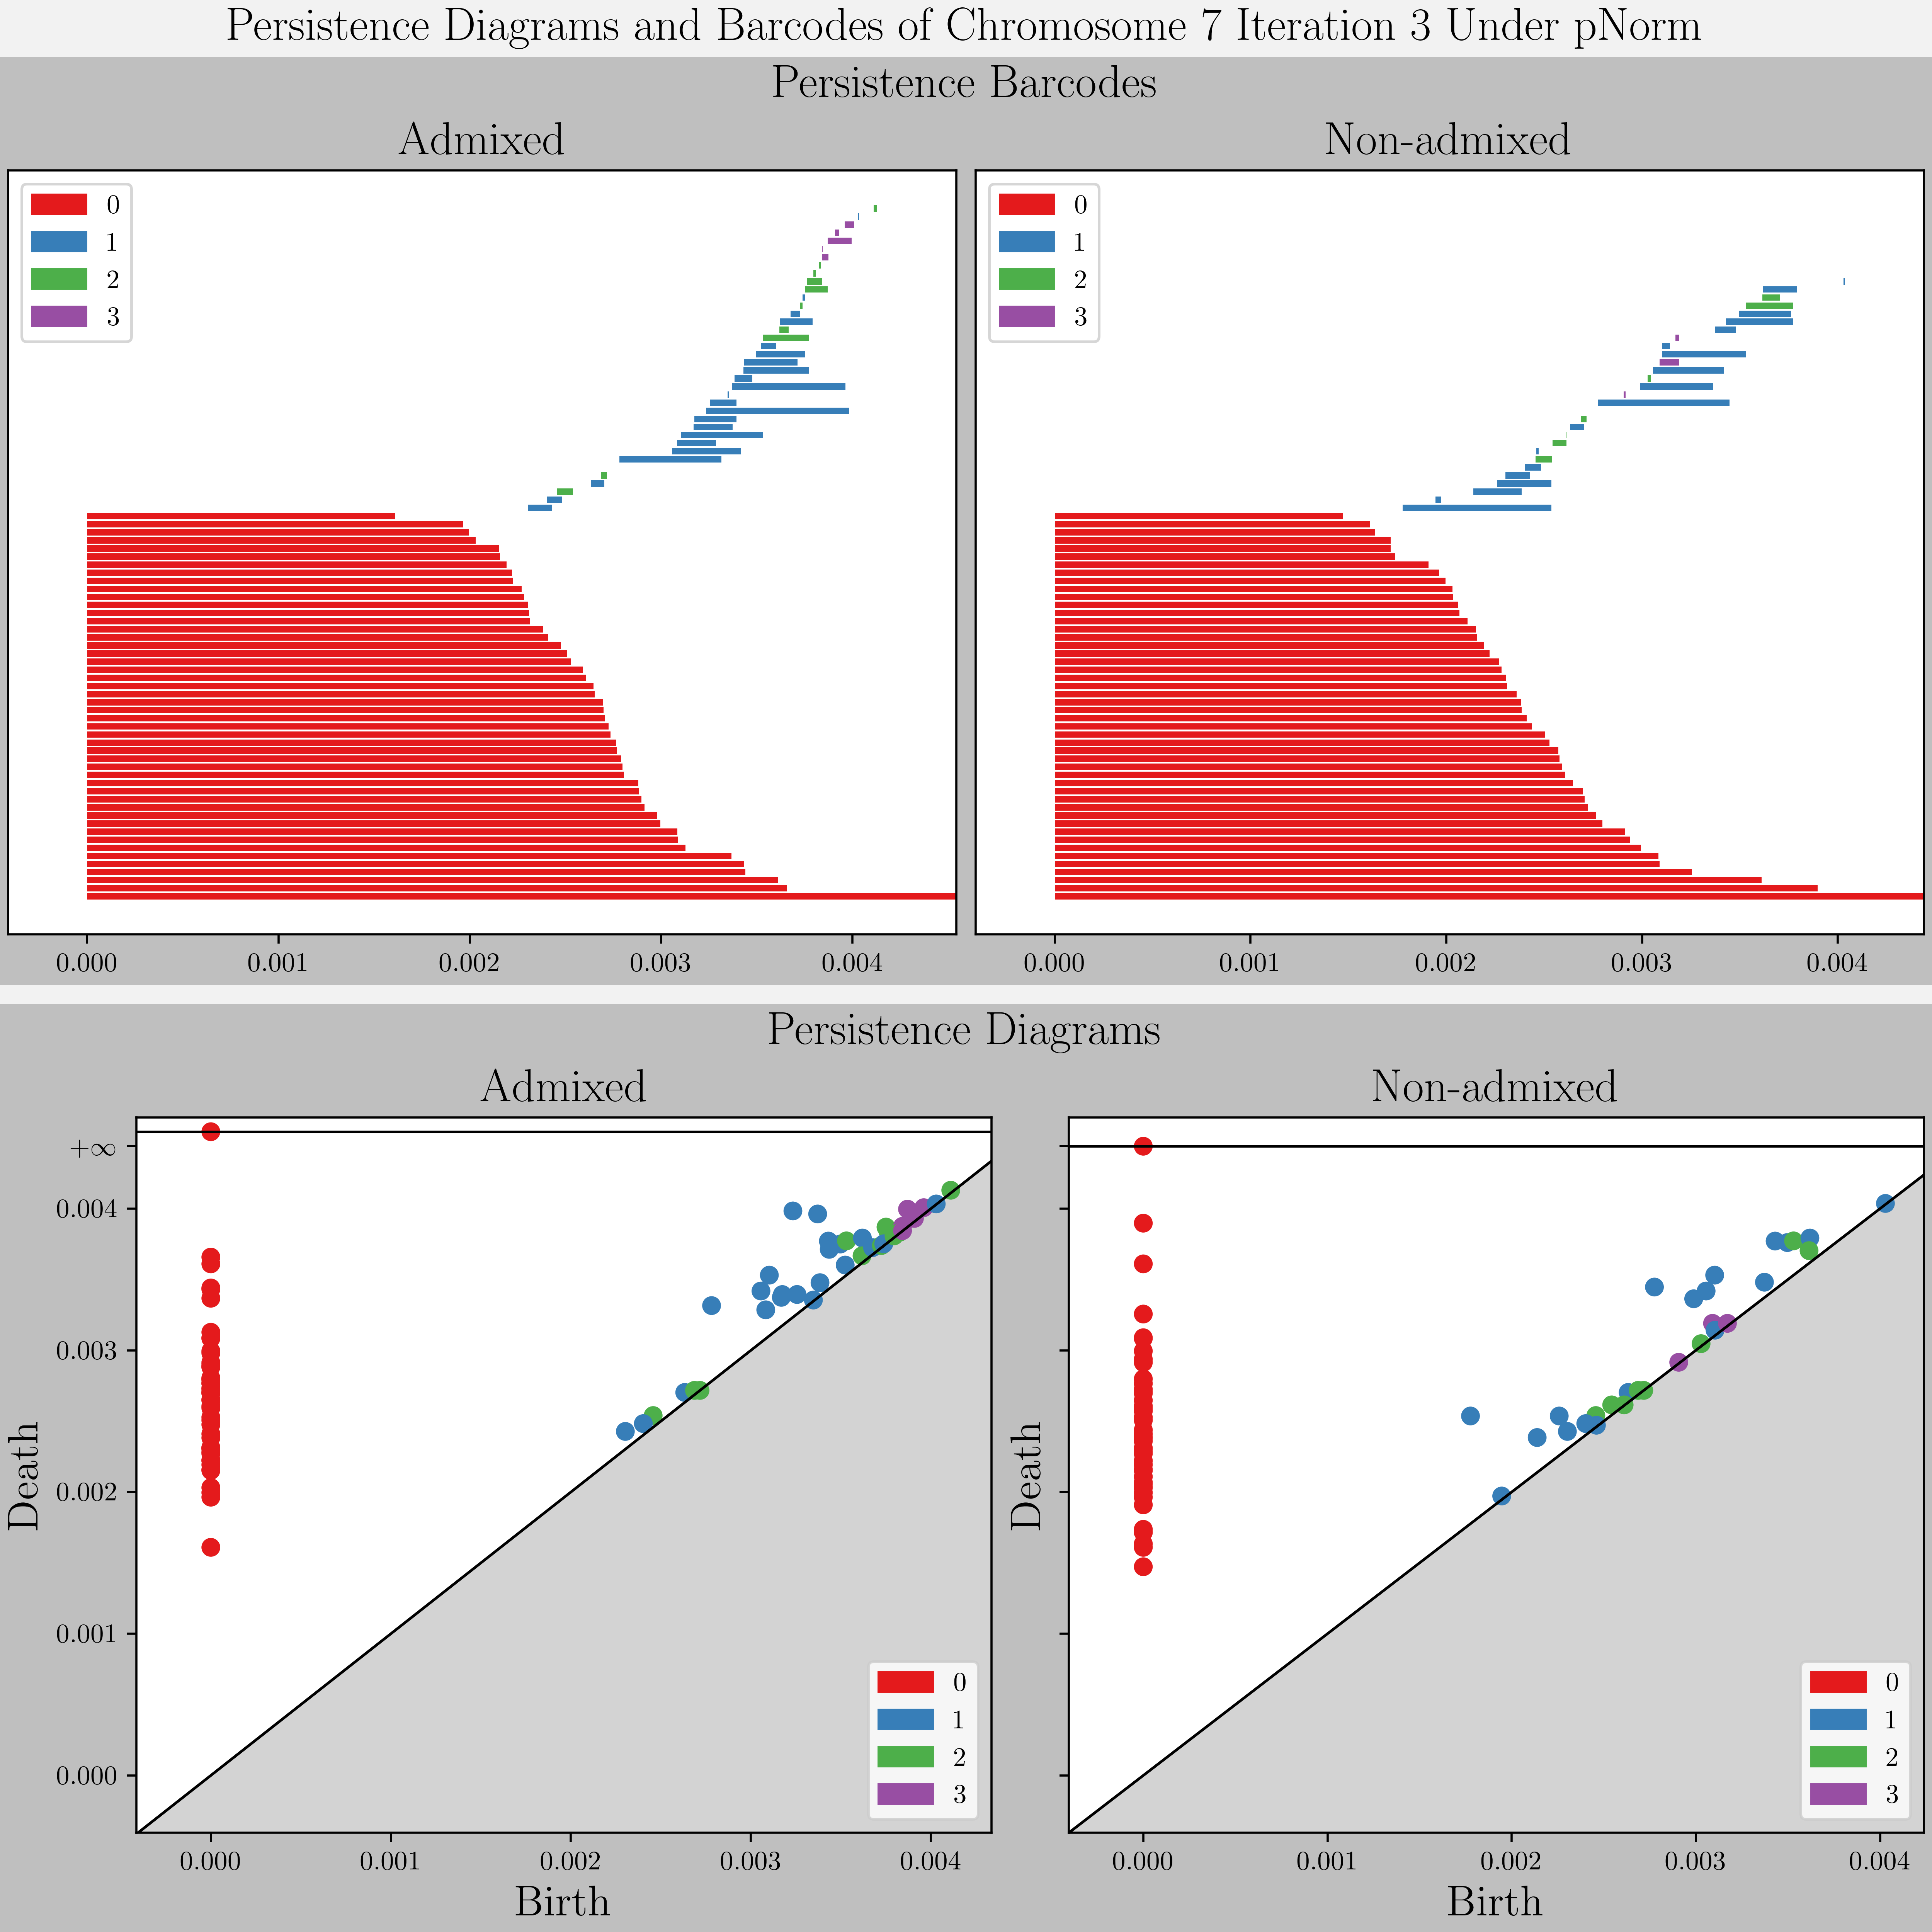 Persistence Diagrams and Barcodes of Chromosome 7 Iteration 3 Under pNorm
Persistence Barcodes
Admixed
0
1
2
3
0.000 0.001 0.002 0.003 0.004
Non-admixed
0
1
2
3
0.000 0.001 0.002 0.003 0.004
Persistence Diagrams
Admixed
Death
+∞
0.004
0.003
0.002
0.001
0.000
0
1
2
3
0.000 0.001 0.002 0.003 0.004
Birth
Non-admixed
Death
0
1
2
3
0.000 0.001 0.002 0.003 0.004
Birth